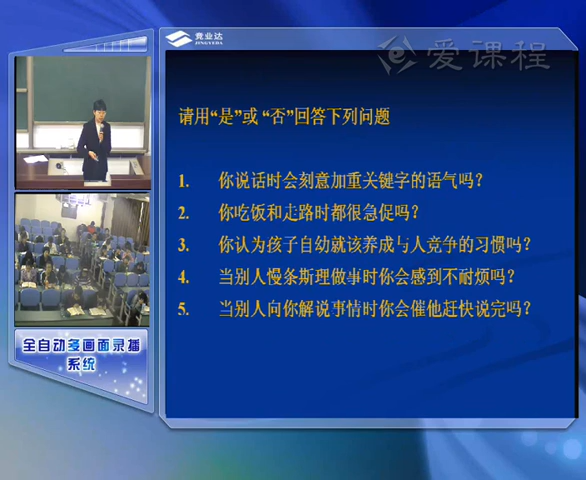 竞业达
JINGYEDA
爱课程
请用“是”或 “否”回答下列问题
1. 你说话时会刻意加重关键字的语气吗?
2. 你吃饭和走路时都很急促吗?
3. 你认为孩子自幼就该养成与人竞争的习惯吗?
4. 当别人慢条斯理做事时你会感到不耐烦吗?
5. 当别人向你解说事情时你会催他赶快说完吗?
全自动多画面录播
系统